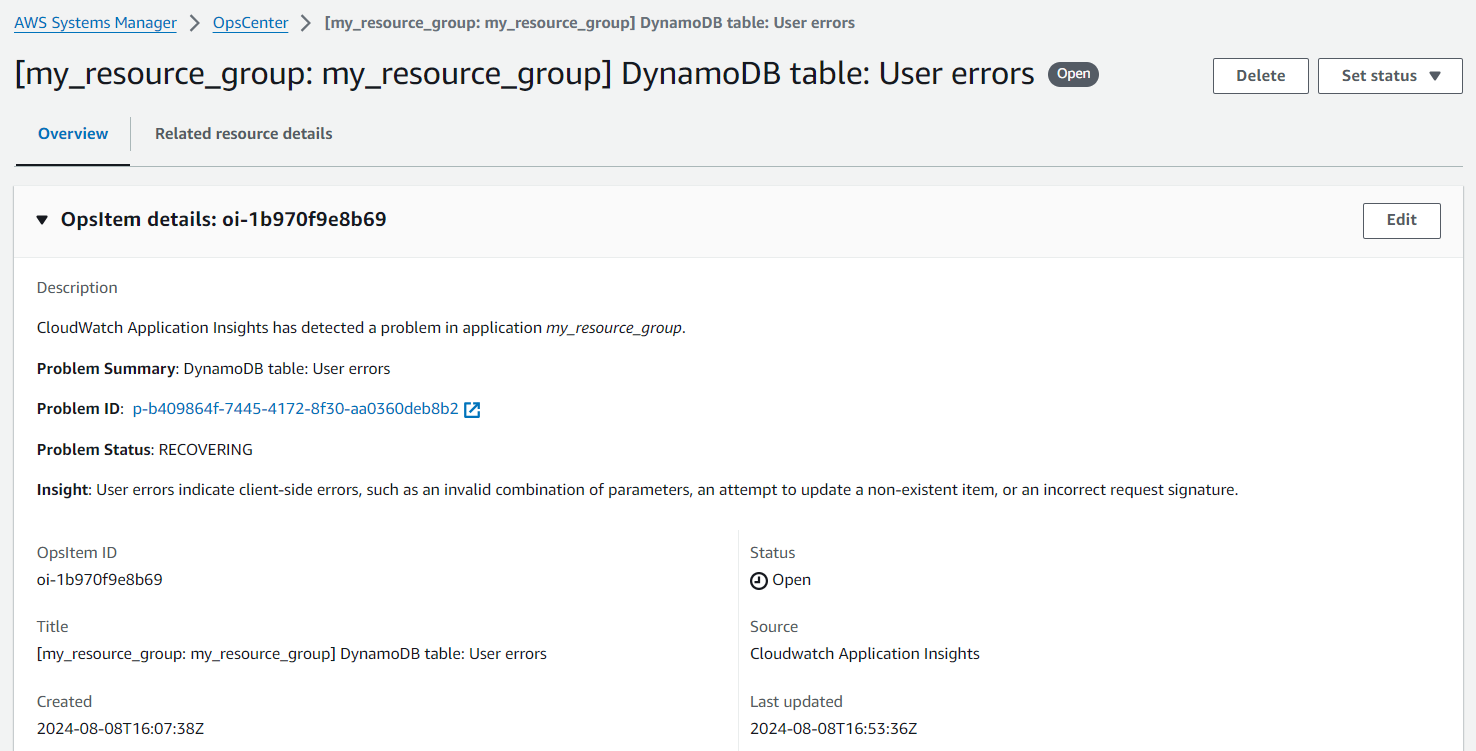 AWS Systems Manager > OpsCenter > [my_resource_group: my_resource_group] DynamoDB table: User errors
[my_resource_group: my_resource_group] DynamoDB table: User errors Open Delete Set status ▼
Overview Related resource details
▼ OpsItem details: oi-1b970f9e8b69 Edit
Description
CloudWatch Application Insights has detected a problem in application my_resource_group.
Problem Summary: DynamoDB table: User errors
Problem ID: p-b409864f-7445-4172-8f30-aa0360deb8b2
Problem Status: RECOVERING
Insight: User errors indicate client-side errors, such as an invalid combination of parameters, an attempt to update a non-existent item, or an incorrect request signature.
OpsItem ID
oi-1b970f9e8b69
Status
Open
Title
[my_resource_group: my_resource_group] DynamoDB table: User errors
Source
Cloudwatch Application Insights
Created
2024-08-08T16:07:38Z
Last updated
2024-08-08T16:53:36Z